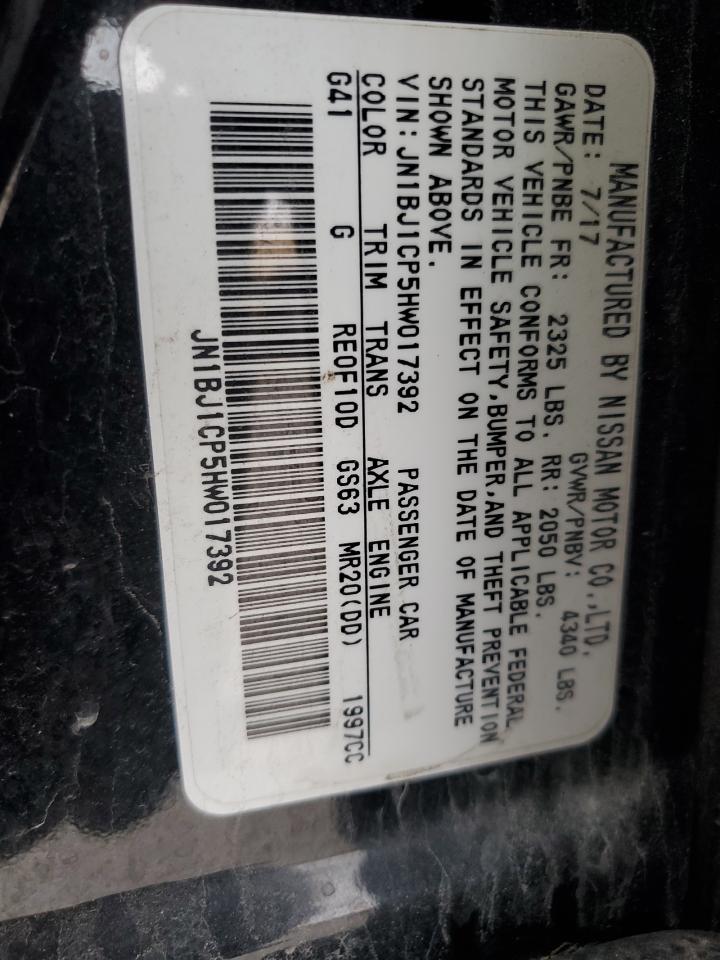 MANUFACTURED BY NISSAN MOTOR CO.,LTD.
DATE: 7/17 GVWR/PNBV: 4340 LBS.
GAWR/PNBE FR: 2325 LBS. RR: 2050 LBS.
THIS VEHICLE CONFORMS TO ALL APPLICABLE FEDERAL
MOTOR VEHICLE SAFETY,BUMPER,AND THEFT PREVENTION
STANDARDS IN EFFECT ON THE DATE OF MANUFACTURE
SHOWN ABOVE.
VIN:JN1BJ1CP5HW017392 PASSENGER CAR
COLOR TRIM TRANS AXLE ENGINE
G41 G RE0F10D GS63 MR20(DD) 1997CC
JN1BJ1CP5HW017392